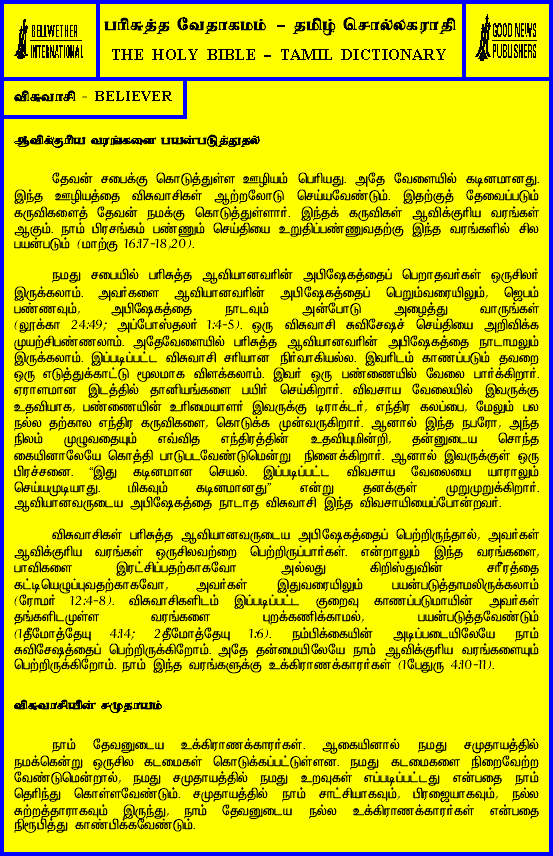 BELLWETHER
INTERNATIONAL
பரிசுத்த வேதாகமம் – தமிழ் சொல்லகராதி
THE HOLY BIBLE – TAMIL DICTIONARY
GOOD NEWS
PUBLISHERS
விசுவாசி - BELIEVER
ஆவிக்குரிய வரங்களை பயன்படுத்துதல்
தேவன் சபைக்கு கொடுத்துள்ள ஊழியம் பெரியது. அதே வேளையில் கடினமானது.
இந்த ஊழியத்தை விசுவாசிகள் ஆற்றலோடு செய்யவேண்டும். இதற்குத் தேவைப்படும்
கருவிகளைத் தேவன் நமக்கு கொடுத்துள்ளார். இந்தக் கருவிகள் ஆவிக்குரிய வரங்கள்
ஆகும். நாம் பிரசங்கம் பண்ணும் செய்தியை உறுதிப்பண்ணுவதற்கு இந்த வரங்களில் சில
பயன்படும் (மாற்கு 16.17-18,20).
நமது சபையில் பரிசுத்த ஆவியானவரின் அபிஷேகத்தைப் பெறாதவர்கள் ஒருசிலர்
இருக்கலாம். அவர்களை ஆவியானவரின் அபிஷேகத்தைப் பெறும்வரையிலும், ஜெபம்
பண்ணவும், அபிஷேகத்தை நாடவும் அன்போடு அழைத்து வாருங்கள்
(லூக்கா 24:49; அப்போஸ்தலர் 1:4-5). ஒரு விசுவாசி சுவிசேஷச் செய்தியை அறிவிக்க
முயற்சிபண்ணலாம். அதேவேளையில் பரிசுத்த ஆவியானவரின் அபிஷேகத்தை நாடாமலும்
இருக்கலாம். இப்படிப்பட்ட விசுவாசி சரியான நிர்வாகியல்ல. இவரிடம் காணப்படும் தவறை
ஒரு எடுத்துக்காட்டு மூலமாக விளக்கலாம். இவர் ஒரு பண்ணையில் வேலை பார்க்கிறார்.
ஏராளமான இடத்தில் தானியங்களை பயிர் செய்கிறார். விவசாய வேலையில் இவருக்கு
உதவியாக, பண்ணையின் உரிமையாளர் இவருக்கு டிராக்டர், எந்திர கலப்பை, மேலும் பல
நல்ல தற்கால எந்திர கருவிகளை, கொடுக்க முன்வருகிறார். ஆனால் இந்த நபரோ, அந்த
நிலம் முழுவதையும் எவ்வித எந்திரத்தின் உதவியுமின்றி, தன்னுடைய சொந்த
கையினாலேயே கொத்தி பாடுபடவேண்டுமென்று நினைக்கிறார். ஆனால் இவருக்குள் ஒரு
பிரச்சனை. “இது கடினமான செயல். இப்படிப்பட்ட விவசாய வேலையை யாராலும்
செய்யமுடியாது. மிகவும் கடினமானது” என்று தனக்குள் முறுமுறுக்கிறார்.
ஆவியானவருடைய அபிஷேகத்தை நாடாத விசுவாசி இந்த விவசாயியைப்போன்றவர்.
விசுவாசிகள் பரிசுத்த ஆவியானவருடைய அபிஷேகத்தைப் பெற்றிருந்தால், அவர்கள்
ஆவிக்குரிய வரங்கள் ஒருசிலவற்றை பெற்றிருப்பார்கள். என்றாலும் இந்த வரங்களை,
பாவிகளை இரட்சிப்பதற்காகவோ அல்லது கிறிஸ்துவின் சரீரத்தை
கட்டியெழுப்புவதற்காகவோ, அவர்கள் இதுவரையிலும் பயன்படுத்தாமலிருக்கலாம்
(ரோமர் 12:4-8). விசுவாசிகளிடம் இப்படிப்பட்ட குறைவு காணப்படுமாயின் அவர்கள்
தங்களிடமுள்ள வரங்களை புறக்கணிக்காமல், பயன்படுத்தவேண்டும்
(1தீமோத்தேயு 4:14; 2தீமோத்தேயு 1:6). நம்பிக்கையின் அடிப்படையிலேயே நாம்
சுவிசேஷத்தைப் பெற்றிருக்கிறோம். அதே தன்மையிலேயே நாம் ஆவிக்குரிய வரங்களையும்
பெற்றிருக்கிறோம். நாம் இந்த வரங்களுக்கு உக்கிராணக்காரர்கள் (1பேதுரு 4:10-11).
விசுவாசியின் சமுதாயம்
நாம் தேவனுடைய உக்கிராணக்காரர்கள். ஆகையினால் நமது சமுதாயத்தில்
நமக்கென்று ஒருசில கடமைகள் கொடுக்கப்பட்டுள்ளன. நமது கடமைகளை நிறைவேற்ற
வேண்டுமென்றால், நமது சமுதாயத்தில் நமது உறவுகள் எப்படிப்பட்டது என்பதை நாம்
தெரிந்து கொள்ளவேண்டும். சமுதாயத்தில் நாம் சாட்சியாகவும், பிரஜையாகவும், நல்ல
சுற்றத்தாராகவும் இருந்து, நாம் தேவனுடைய நல்ல உக்கிராணக்காரர்கள் என்பதை
நிரூபித்து காண்பிக்கவேண்டும்.